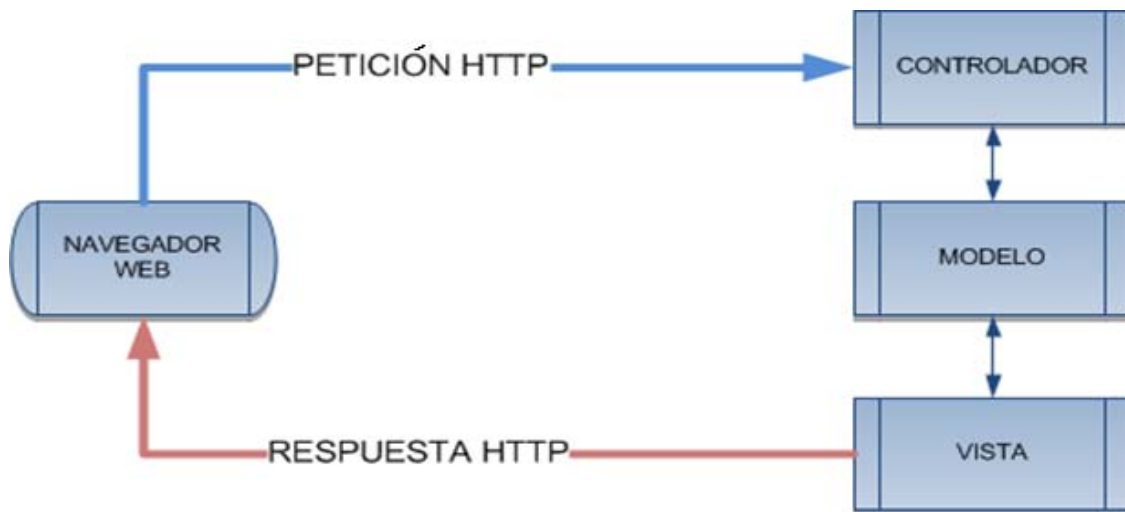 PETICIÓN HTTP
CONTROLADOR
NAVEGADOR
WEB
MODELO
RESPUESTA HTTP
VISTA